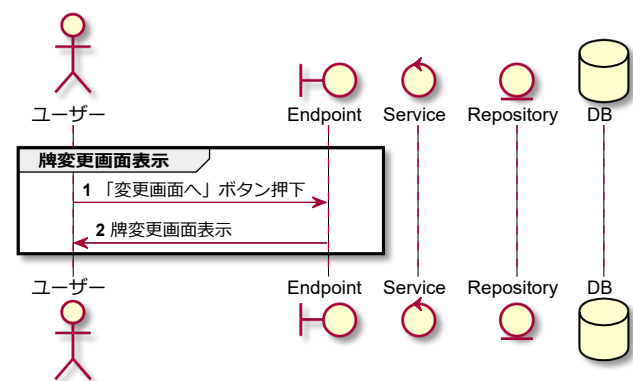 ユーザー
Endpoint
Service
Repository
DB
牌変更画面表示
1 「変更画面へ」ボタン押下
2 牌変更画面表示
ユーザー
Endpoint
Service
Repository
DB